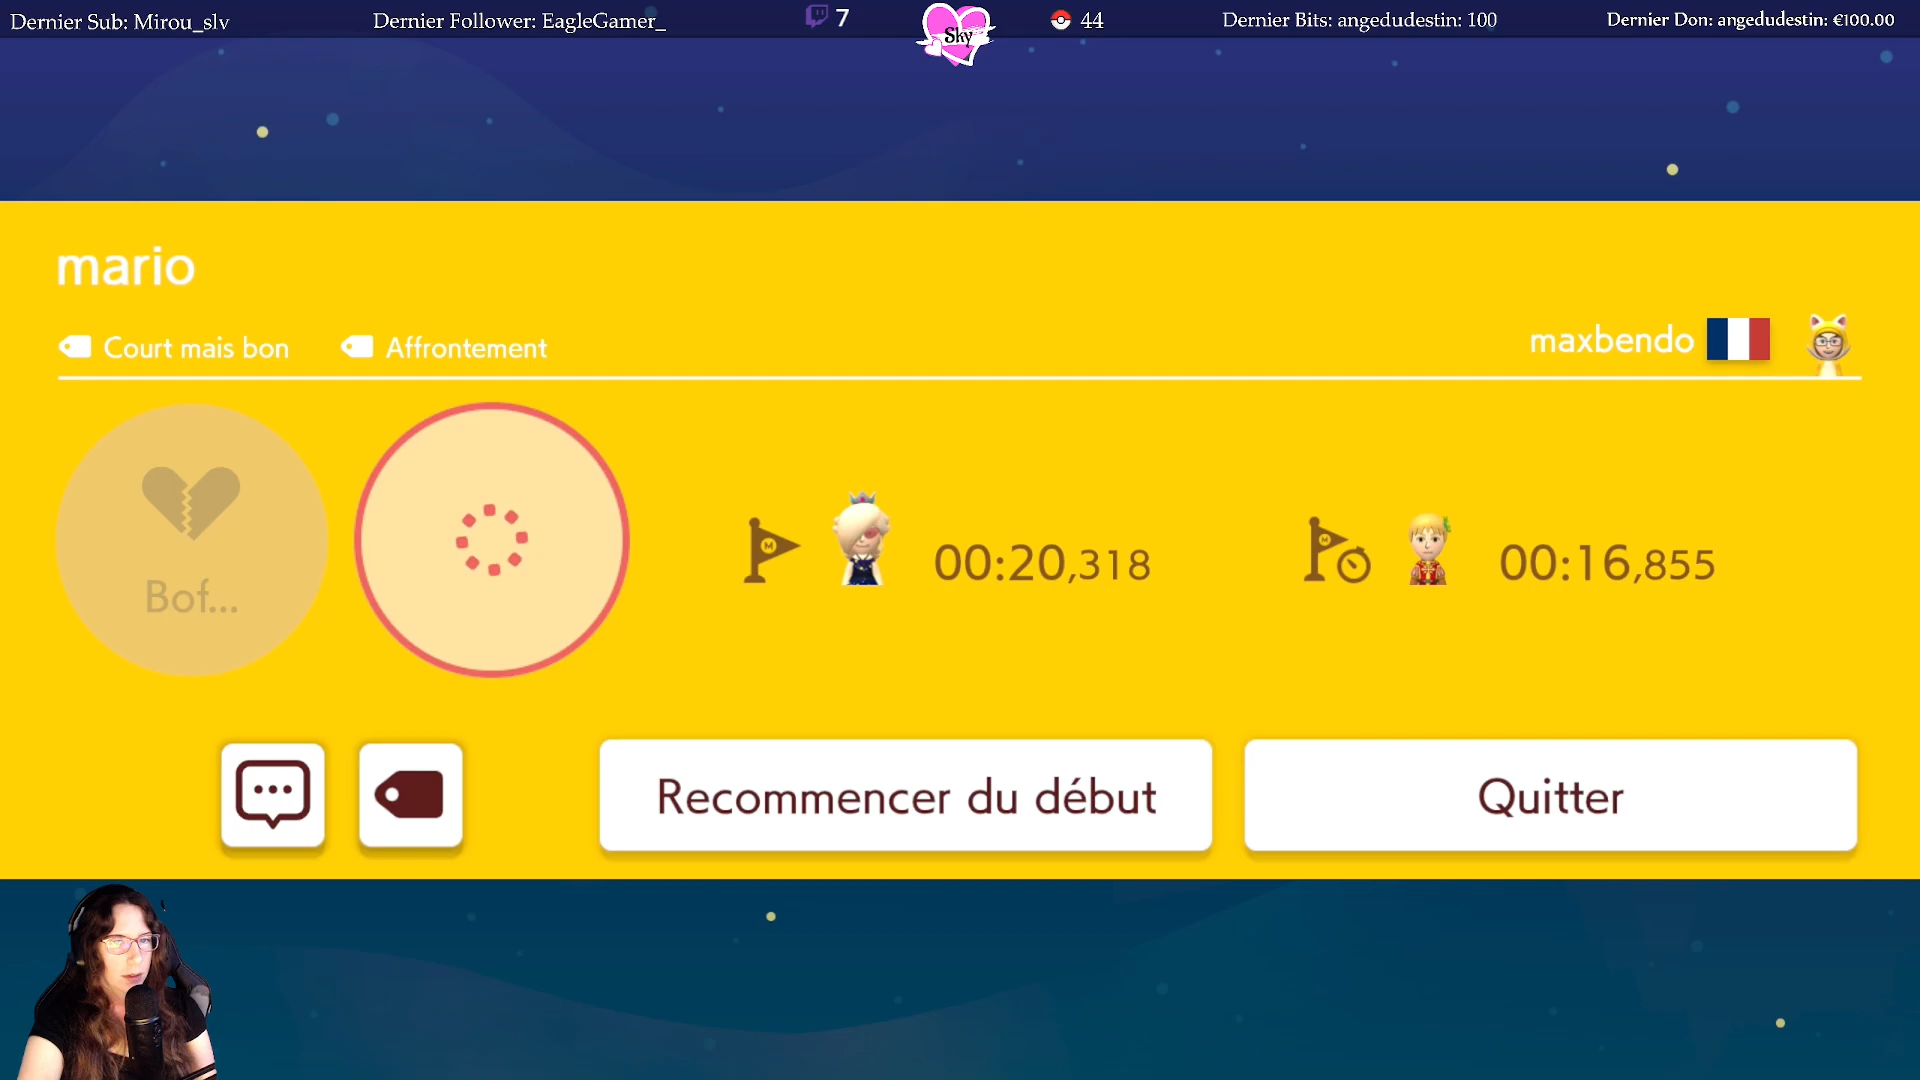 Dernier Sub: Mirou_slv
Dernier Follower: EagleGamer_
7
Sky
44
Dernier Bits: angedudestin: 100
Dernier Don: angedudestin: €100.00
mario
Court mais bon
Affrontement
maxbendo
Bof...
M
00:20,318
M
00:16,855
Recommencer du début
Quitter